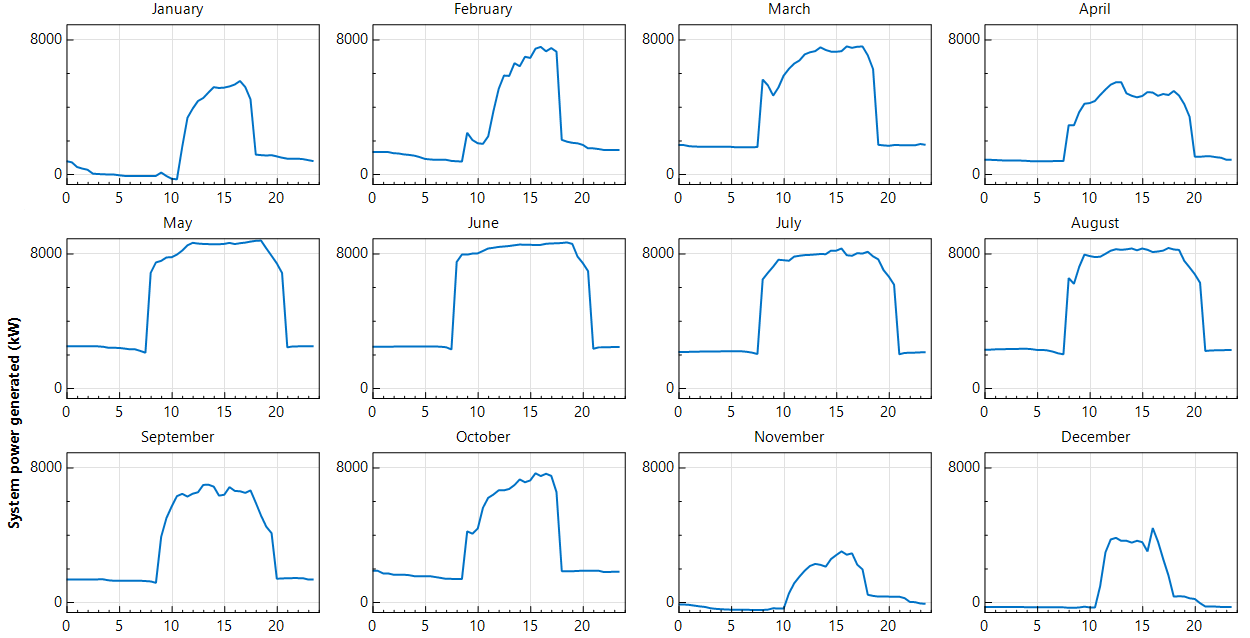 January February March April
8000 8000 8000 8000
0 0 0 0
0 5 10 15 20 0 5 10 15 20 0 5 10 15 20 0 5 10 15 20
May June July August
8000 8000 8000 8000
0 0 0 0
0 5 10 15 20 0 5 10 15 20 0 5 10 15 20 0 5 10 15 20
System power generated (kW)
September October November December
8000 8000 8000 8000
0 0 0 0
0 5 10 15 20 0 5 10 15 20 0 5 10 15 20 0 5 10 15 20